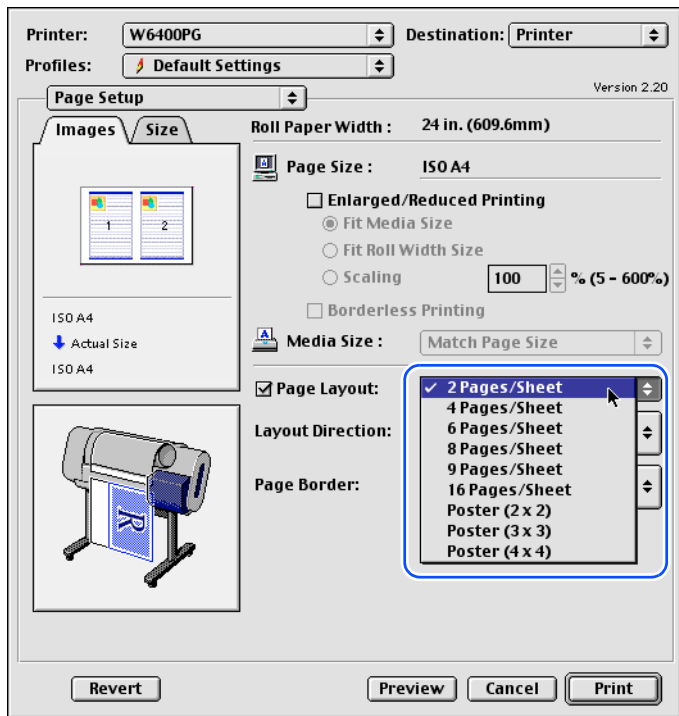 Printer: W6400PG Destination: Printer
Profiles: Default Settings
Version 2.20
Page Setup
Images Size
Roll Paper Width : 24 in. (609.6mm)
Page Size : ISO A4
Enlarged/Reduced Printing
Fit Media Size
Fit Roll Width Size
Scaling 100 % (5 - 600%)
Borderless Printing
1 2
ISO A4
Actual Size
ISO A4
Media Size : Match Page Size
Page Layout: 2 Pages/Sheet
4 Pages/Sheet
Layout Direction: 6 Pages/Sheet
8 Pages/Sheet
Page Border: 9 Pages/Sheet
16 Pages/Sheet
Poster (2 x 2)
Poster (3 x 3)
Poster (4 x 4)
R
Revert Preview Cancel Print